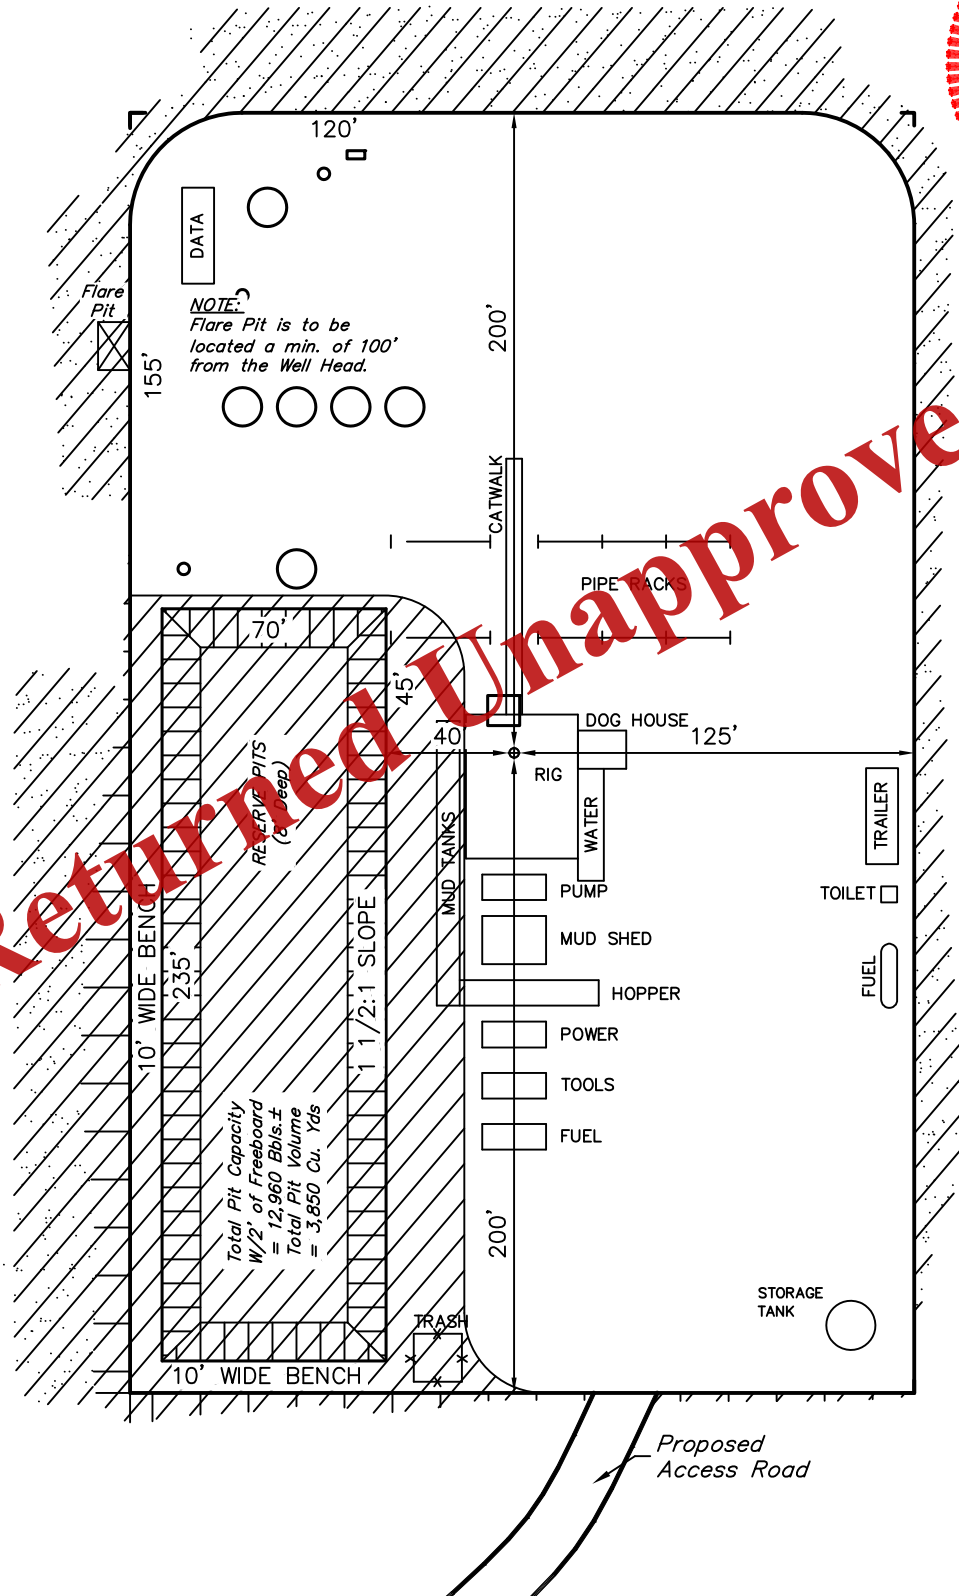 120'
DATA
Flare
Pit
NOTE:
Flare Pit is to be
located a min. of 100'
from the Well Head.
155'
200'
CATWALK
PIPE RACKS
70'
45'
40'
DOG HOUSE
125'
RIG
RESERVE PITS
(8' Deep)
MUD TANKS
WATER
TRAILER
PUMP
TOILET
MUD SHED
10' WIDE BENCH
235'
1 1/2:1 SLOPE
FUEL
HOPPER
POWER
TOOLS
FUEL
Total Pit Capacity
W/2' of Freeboard
= 12,960 Bbls.±
Total Pit Volume
= 3,850 Cu. Yds
200'
STORAGE
TANK
TRASH
10' WIDE BENCH
Proposed
Access Road
Returned Unapprove